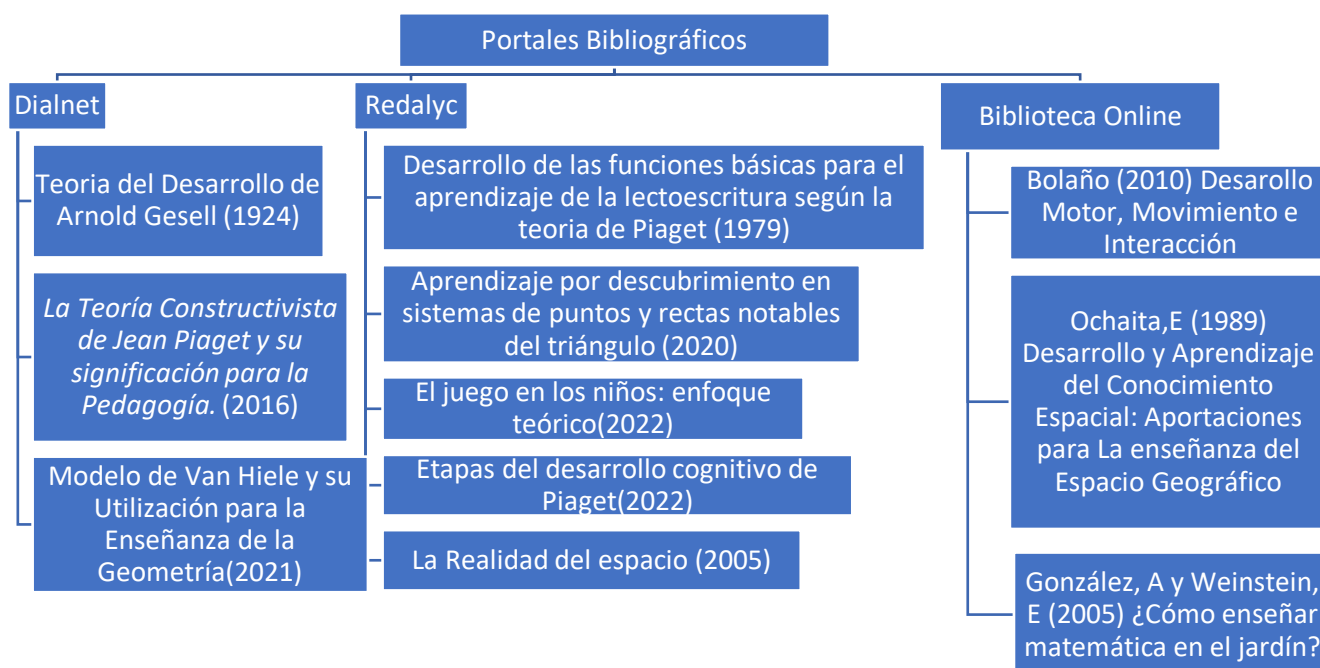 Portales Bibliográficos
Dialnet
Teoria del Desarrollo de
Arnold Gesell (1924)
La Teoría Constructivista
de Jean Piaget y su
significación para la
Pedagogía. (2016)
Modelo de Van Hiele y su
Utilización para la
Enseñanza de la
Geometría(2021)
Redalyc
Desarrollo de las funciones básicas para el
aprendizaje de la lectoescritura según la
teoria de Piaget (1979)
Aprendizaje por descubrimiento en
sistemas de puntos y rectas notables
del triángulo (2020)
El juego en los niños: enfoque
teórico(2022)
Etapas del desarrollo cognitivo de
Piaget(2022)
La Realidad del espacio (2005)
Biblioteca Online
Bolaño (2010) Desarollo
Motor, Movimiento e
Interacción
Ochaita,E (1989)
Desarrollo y Aprendizaje
del Conocimiento
Espacial: Aportaciones
para La enseñanza del
Espacio Geográfico
González, A y Weinstein,
E (2005) ¿Cómo enseñar
matemática en el jardín?